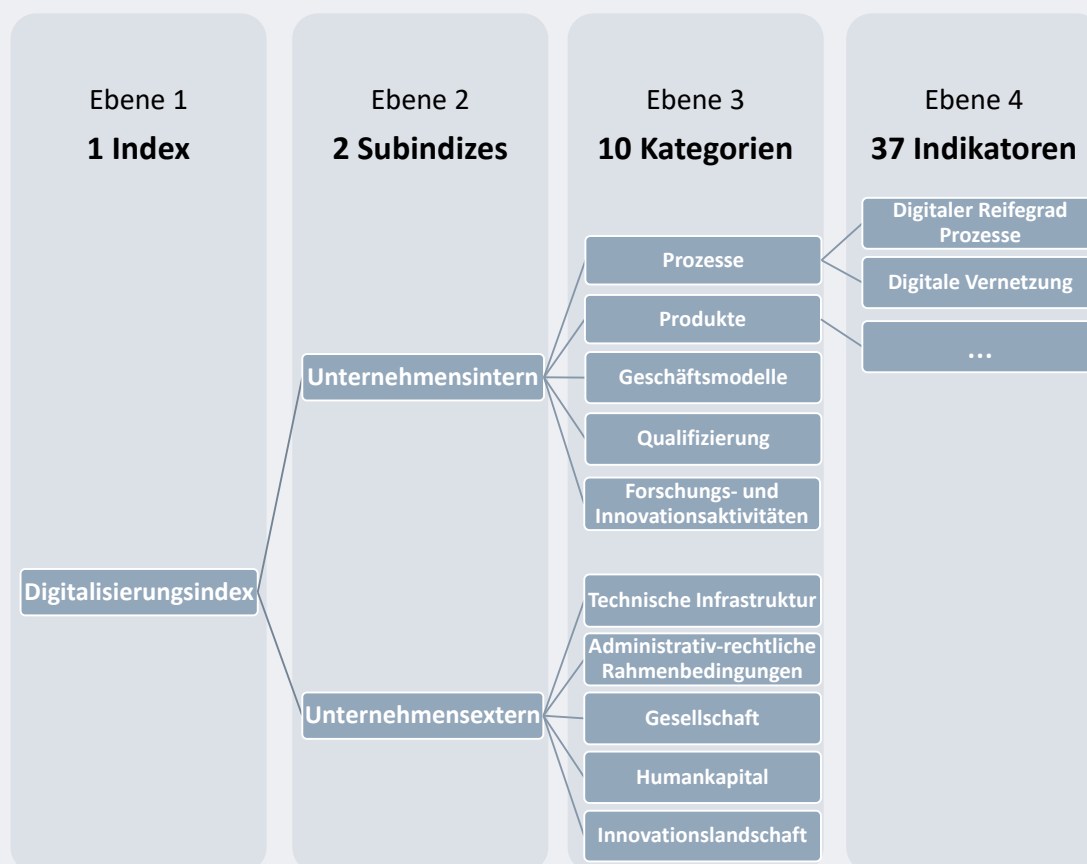 Ebene 1
1 Index
Ebene 2
2 Subindizes
Ebene 3
10 Kategorien
Ebene 4
37 Indikatoren
Digitalisierungsindex
Unternehmensintern
Unternehmensextern
Prozesse
Produkte
Geschäftsmodelle
Qualifizierung
Forschungs- und
Innovationsaktivitäten
Technische Infrastruktur
Administrativ-rechtliche
Rahmenbedingungen
Gesellschaft
Humankapital
Innovationslandschaft
Digitaler Reifegrad
Prozesse
Digitale Vernetzung
...